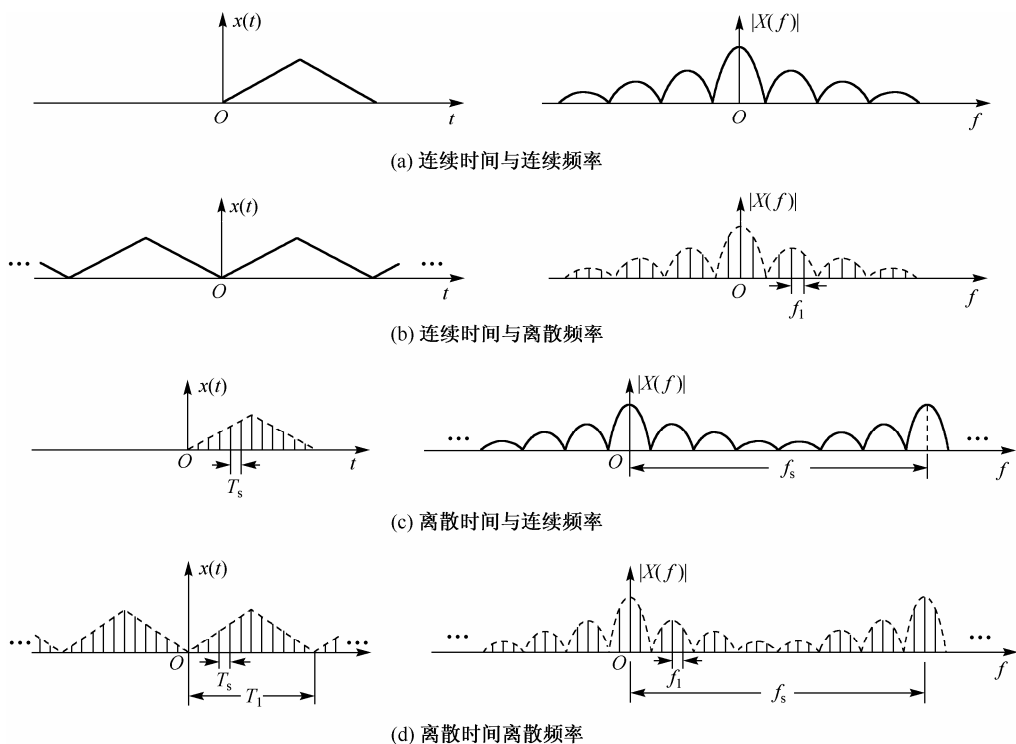 x(t)
|X(f)|
O
t
O
f
(a) 连续时间与连续频率
x(t)
|X(f)|
...
...
O
t
O
f
f1
(b) 连续时间与离散频率
x(t)
|X(f)|
...
...
O
t
O
fs
f
Ts
(c) 离散时间与连续频率
x(t)
|X(f)|
...
...
...
...
O
Ts
t
O
f1
f
T1
fs
(d) 离散时间离散频率